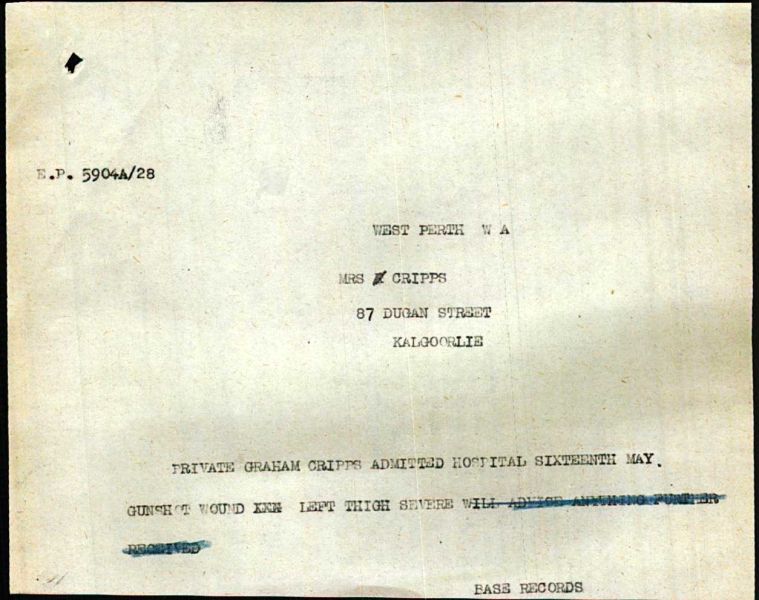 E.P. 5904A/28
WEST PERTH W A
MRS CRIPPS
87 DUGAN STREET
KALGOORLIE
PRIVATE GRAHAM CRIPPS ADMITTED HOSPITAL SIXTEENTH MAY.
GUNSHOT WOUND XXX LEFT THIGH SEVERE WILL ADVISE ANYTHING FURTHER
RECEIVED
BASE RECORDS